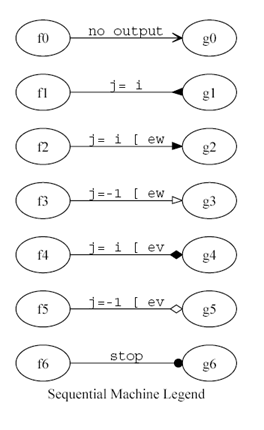 f0 no output g0
f1 j= i g1
f2 j= i [ ew g2
f3 j=-1 [ ew g3
f4 j= i [ ev g4
f5 j=-1 [ ev g5
f6 stop g6
Sequential Machine Legend